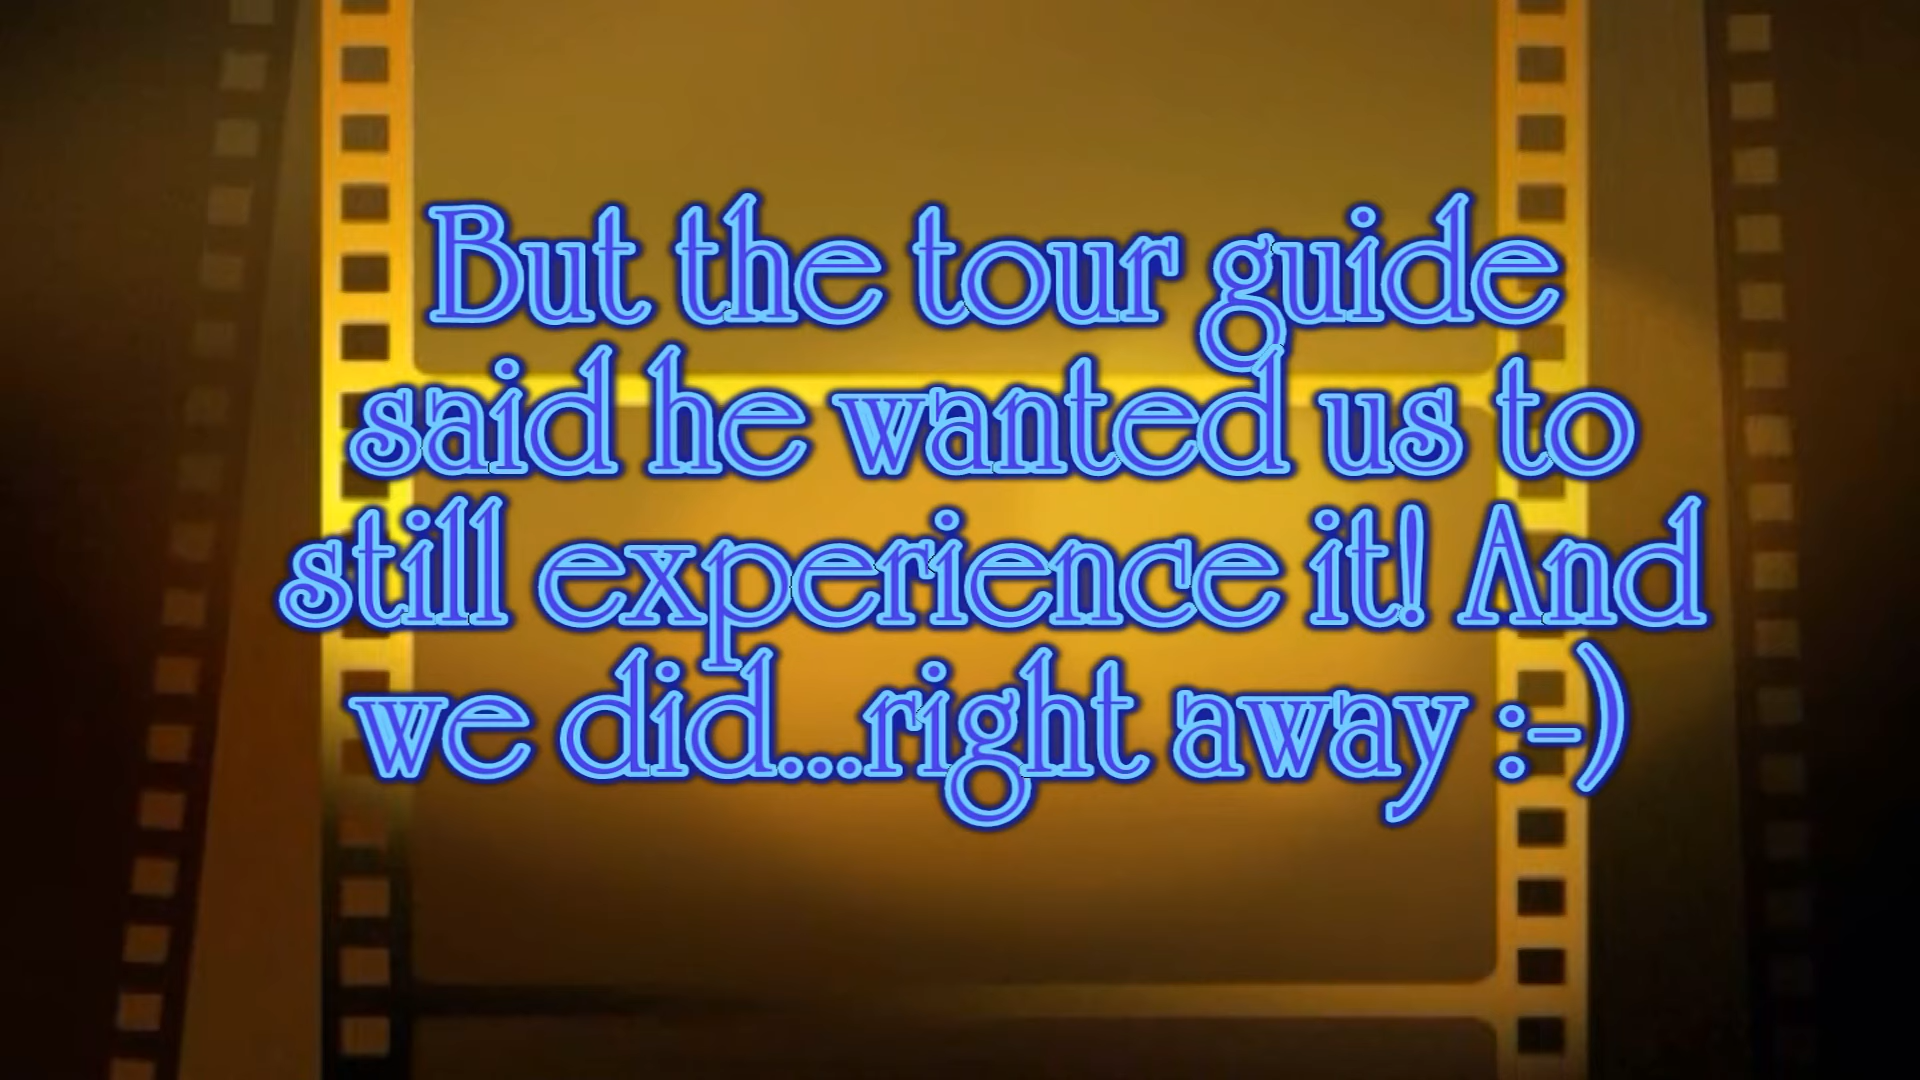 But the tour guide
said he wanted us to
still experience it! And
we did...right away :-)